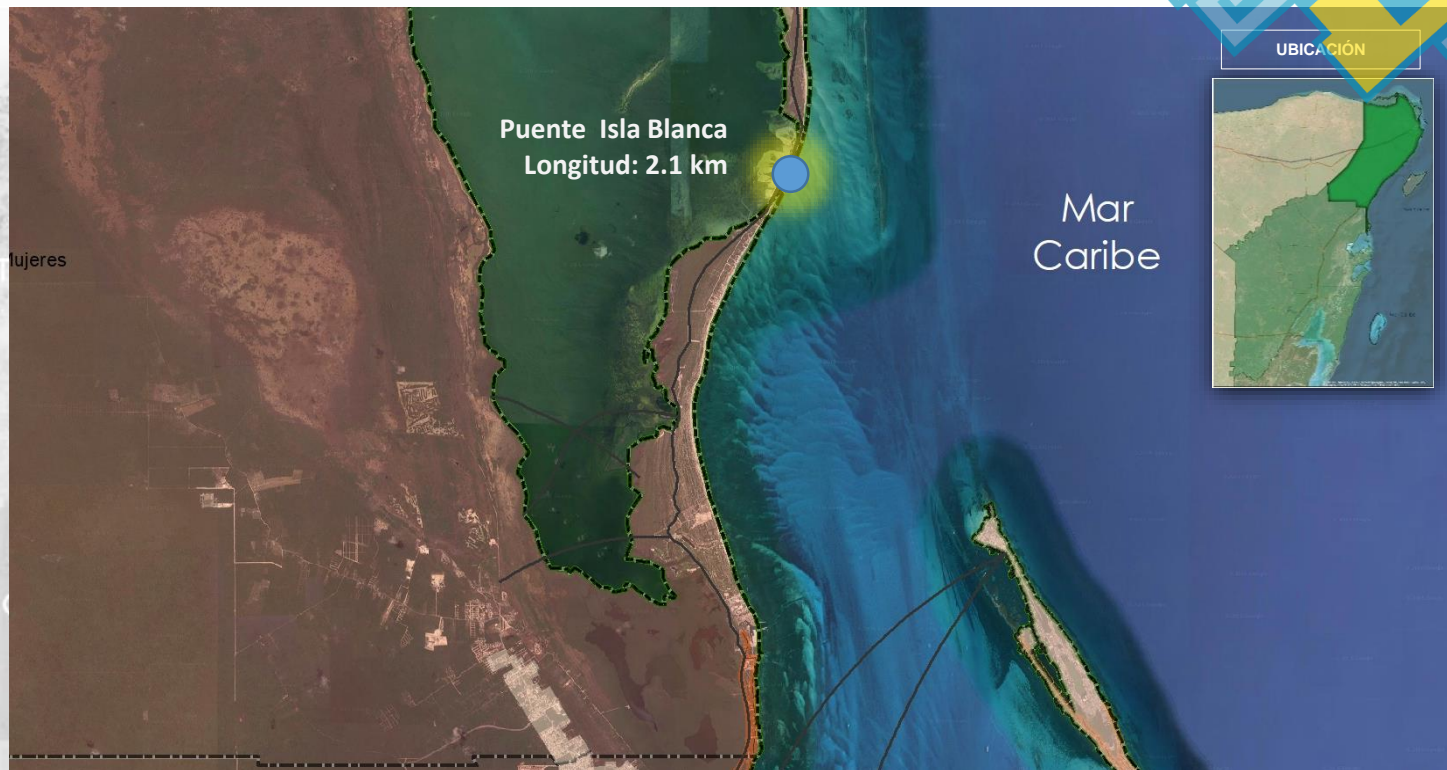 UBICACIÓN
Puente Isla Blanca
Longitud: 2.1 km
Mar
Caribe
Mujeres